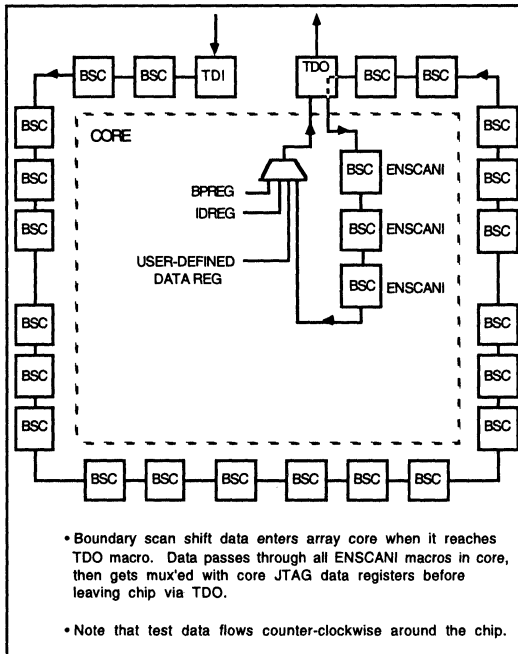 BSC BSC TDI TDO BSC BSC
BSC BSC
CORE
BSC BSC ENSCANI BSC
BPREG
IDREG
BSC BSC ENSCANI BSC
USER-DEFINED
DATA REG
BSC ENSCANI
BSC BSC
BSC BSC
BSC BSC
BSC BSC BSC BSC BSC BSC
• Boundary scan shift data enters array core when it reaches
TDO macro. Data passes through all ENSCANI macros in core,
then gets mux'ed with core JTAG data registers before
leaving chip via TDO.
• Note that test data flows counter-clockwise around the chip.